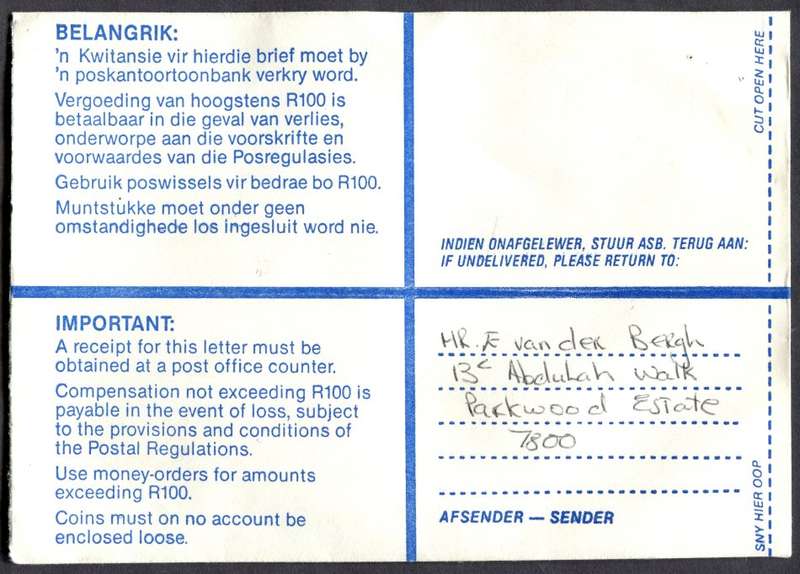 BELANGRIK:
'n Kwitansie vir hierdie brief moet by
'n poskantoortoonbank verkry word.
Vergoeding van hoogstens R100 is
betaalbaar in die geval van verlies,
onderworpe aan die voorskrifte en
voorwaardes van die Posregulasies.
Gebruik poswissels vir bedrae bo R100.
Muntstukke moet onder geen
omstandighede los ingesluit word nie.
CUT OPEN HERE
INDIEN ONAFGELEWER, STUUR ASB. TERUG AAN:
IF UNDELIVERED, PLEASE RETURN TO:
IMPORTANT:
A receipt for this letter must be
obtained at a post office counter.
Compensation not exceeding R100 is
payable in the event of loss, subject
to the provisions and conditions of
the Postal Regulations.
Use money-orders for amounts
exceeding R100.
Coins must on no account be
enclosed loose.
MR. F van der Bergh
13c Abdulah Walk
Parkwood Estate
7800
AFSENDER — SENDER
SNY HIER OOP